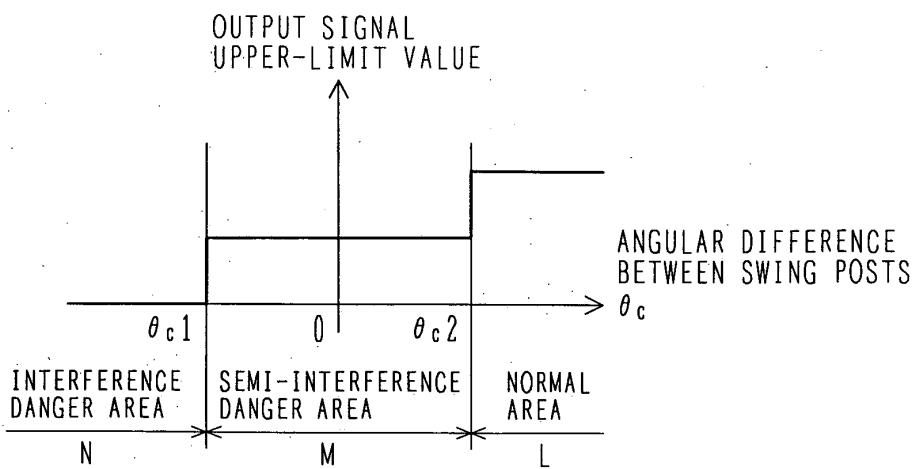 OUTPUT SIGNAL
UPPER-LIMIT VALUE
ANGULAR DIFFERENCE
BETWEEN SWING POSTS
θc
θc1
0
θc2
INTERFERENCE
DANGER AREA
SEMI-INTERFERENCE
DANGER AREA
NORMAL
AREA
N
M
L